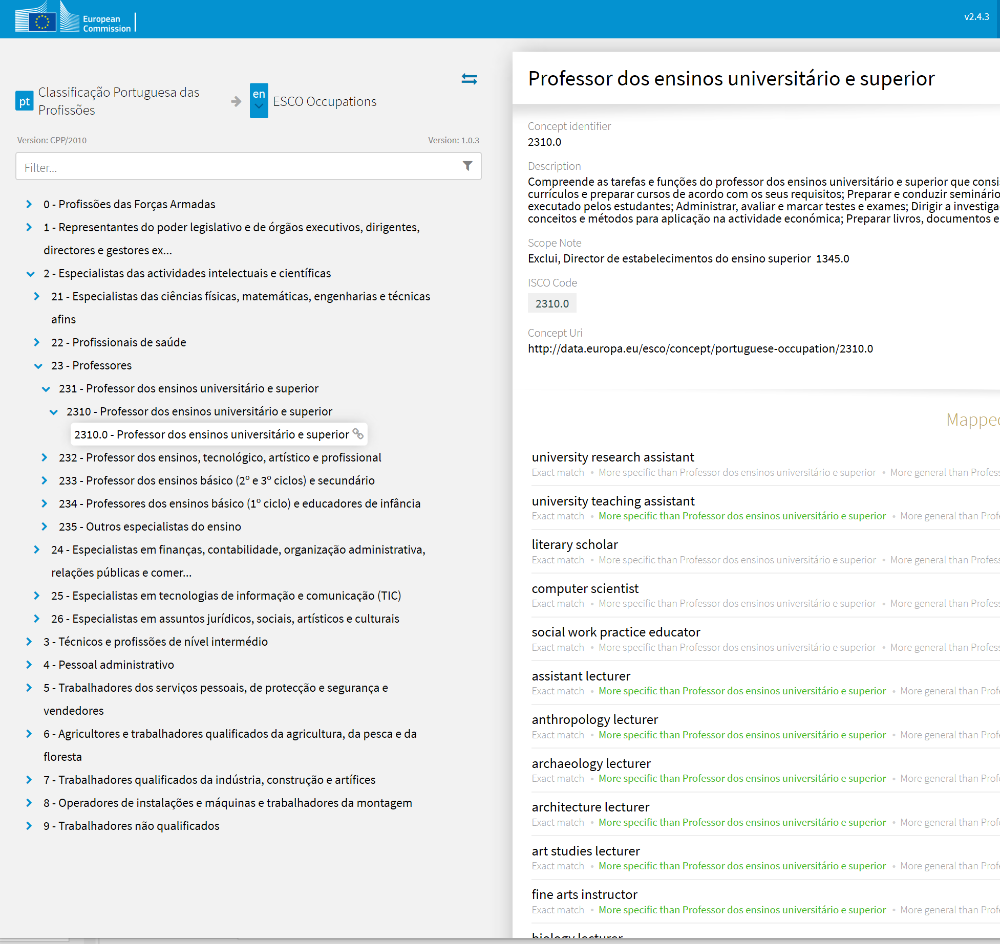 European
Commission
v2.4.3
pt
Classificação Portuguesa das
Profissões
en
ESCO Occupations
Version: CPP/2010
Version: 1.0.3
Filter...
0 - Profissões das Forças Armadas
1 - Representantes do poder legislativo e de órgãos executivos, dirigentes,
directores e gestores ex...
2 - Especialistas das actividades intelectuais e científicas
21 - Especialistas das ciências físicas, matemáticas, engenharias e técnicas
afins
22 - Profissionais de saúde
23 - Professores
231 - Professor dos ensinos universitário e superior
2310 - Professor dos ensinos universitário e superior
2310.0 - Professor dos ensinos universitário e superior
232 - Professor dos ensinos, tecnológico, artístico e profissional
233 - Professor dos ensinos básico (2º e 3º ciclos) e secundário
234 - Professores dos ensinos básico (1º ciclo) e educadores de infância
235 - Outros especialistas do ensino
24 - Especialistas em finanças, contabilidade, organização administrativa,
relações públicas e comer...
25 - Especialistas em tecnologias de informação e comunicação (TIC)
26 - Especialistas em assuntos jurídicos, sociais, artísticos e culturais
3 - Técnicos e profissões de nível intermédio
4 - Pessoal administrativo
5 - Trabalhadores dos serviços pessoais, de protecção e segurança e
vendedores
6 - Agricultores e trabalhadores qualificados da agricultura, da pesca e da
floresta
7 - Trabalhadores qualificados da indústria, construção e artífices
8 - Operadores de instalações e máquinas e trabalhadores da montagem
9 - Trabalhadores não qualificados
Professor dos ensinos universitário e superior
Concept identifier
2310.0
Description
Compreende as tarefas e funções do professor dos ensinos universitário e superior que consi
currículos e preparar cursos de acordo com os seus requisitos; Preparar e conduzir seminário
executado pelos estudantes; Administrar, avaliar e marcar testes e exames; Dirigir a investiga
conceitos e métodos para aplicação na actividade económica; Preparar livros, documentos e
Scope Note
Exclui, Director de estabelecimentos do ensino superior 1345.0
ISCO Code
2310.0
Concept Uri
http://data.europa.eu/esco/concept/portuguese-occupation/2310.0
Mapped
university research assistant
Exact match • More specific than Professor dos ensinos universitário e superior • More general than Profess
university teaching assistant
Exact match • More specific than Professor dos ensinos universitário e superior • More general than Profe
literary scholar
Exact match • More specific than Professor dos ensinos universitário e superior • More general than Profess
computer scientist
Exact match • More specific than Professor dos ensinos universitário e superior • More general than Profess
social work practice educator
Exact match • More specific than Professor dos ensinos universitário e superior • More general than Profess
assistant lecturer
Exact match • More specific than Professor dos ensinos universitário e superior • More general than Profe
anthropology lecturer
Exact match • More specific than Professor dos ensinos universitário e superior • More general than Profe
archaeology lecturer
Exact match • More specific than Professor dos ensinos universitário e superior • More general than Profe
architecture lecturer
Exact match • More specific than Professor dos ensinos universitário e superior • More general than Profe
art studies lecturer
Exact match • More specific than Professor dos ensinos universitário e superior • More general than Profe
fine arts instructor
Exact match • More specific than Professor dos ensinos universitário e superior • More general than Profe
biology lecturer